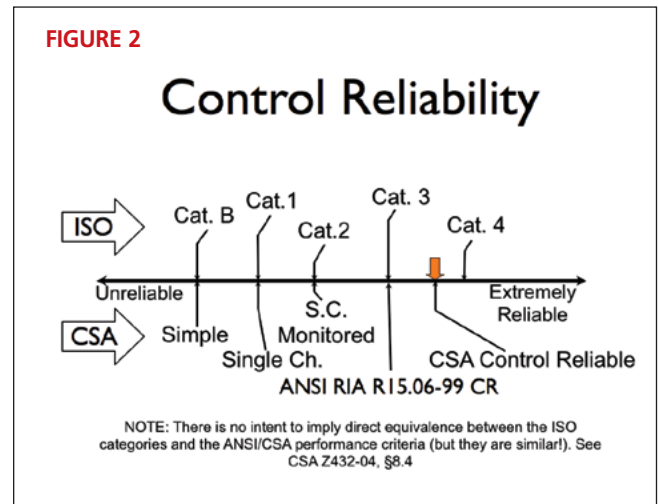 FIGURE 2
Control Reliability
ISO
Cat. B
Cat.1
Cat.2
Cat. 3
Cat. 4
Unreliable
Extremely
Reliable
CSA
Simple
Single Ch.
S.C.
Monitored
ANSI RIA R15.06-99 CR
CSA Control Reliable
NOTE: There is no intent to imply direct equivalence between the ISO
categories and the ANSI/CSA performance criteria (but they are similar!). See
CSA Z432-04, §8.4